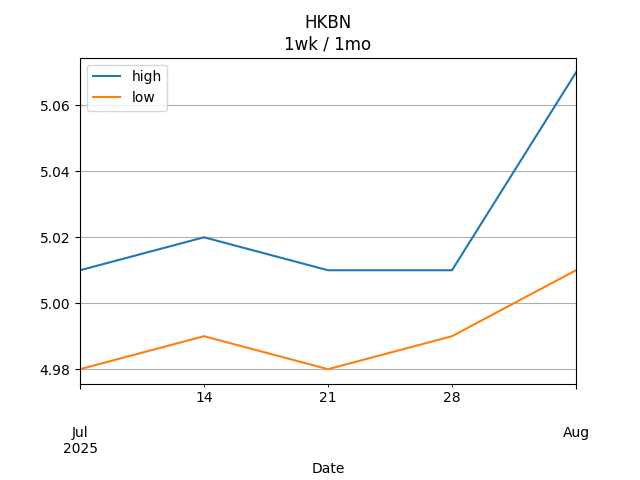 HKBN
1wk / 1mo
high
low
5.06
5.04
5.02
5.00
4.98
14
21
28
Jul
2025
Aug
Date